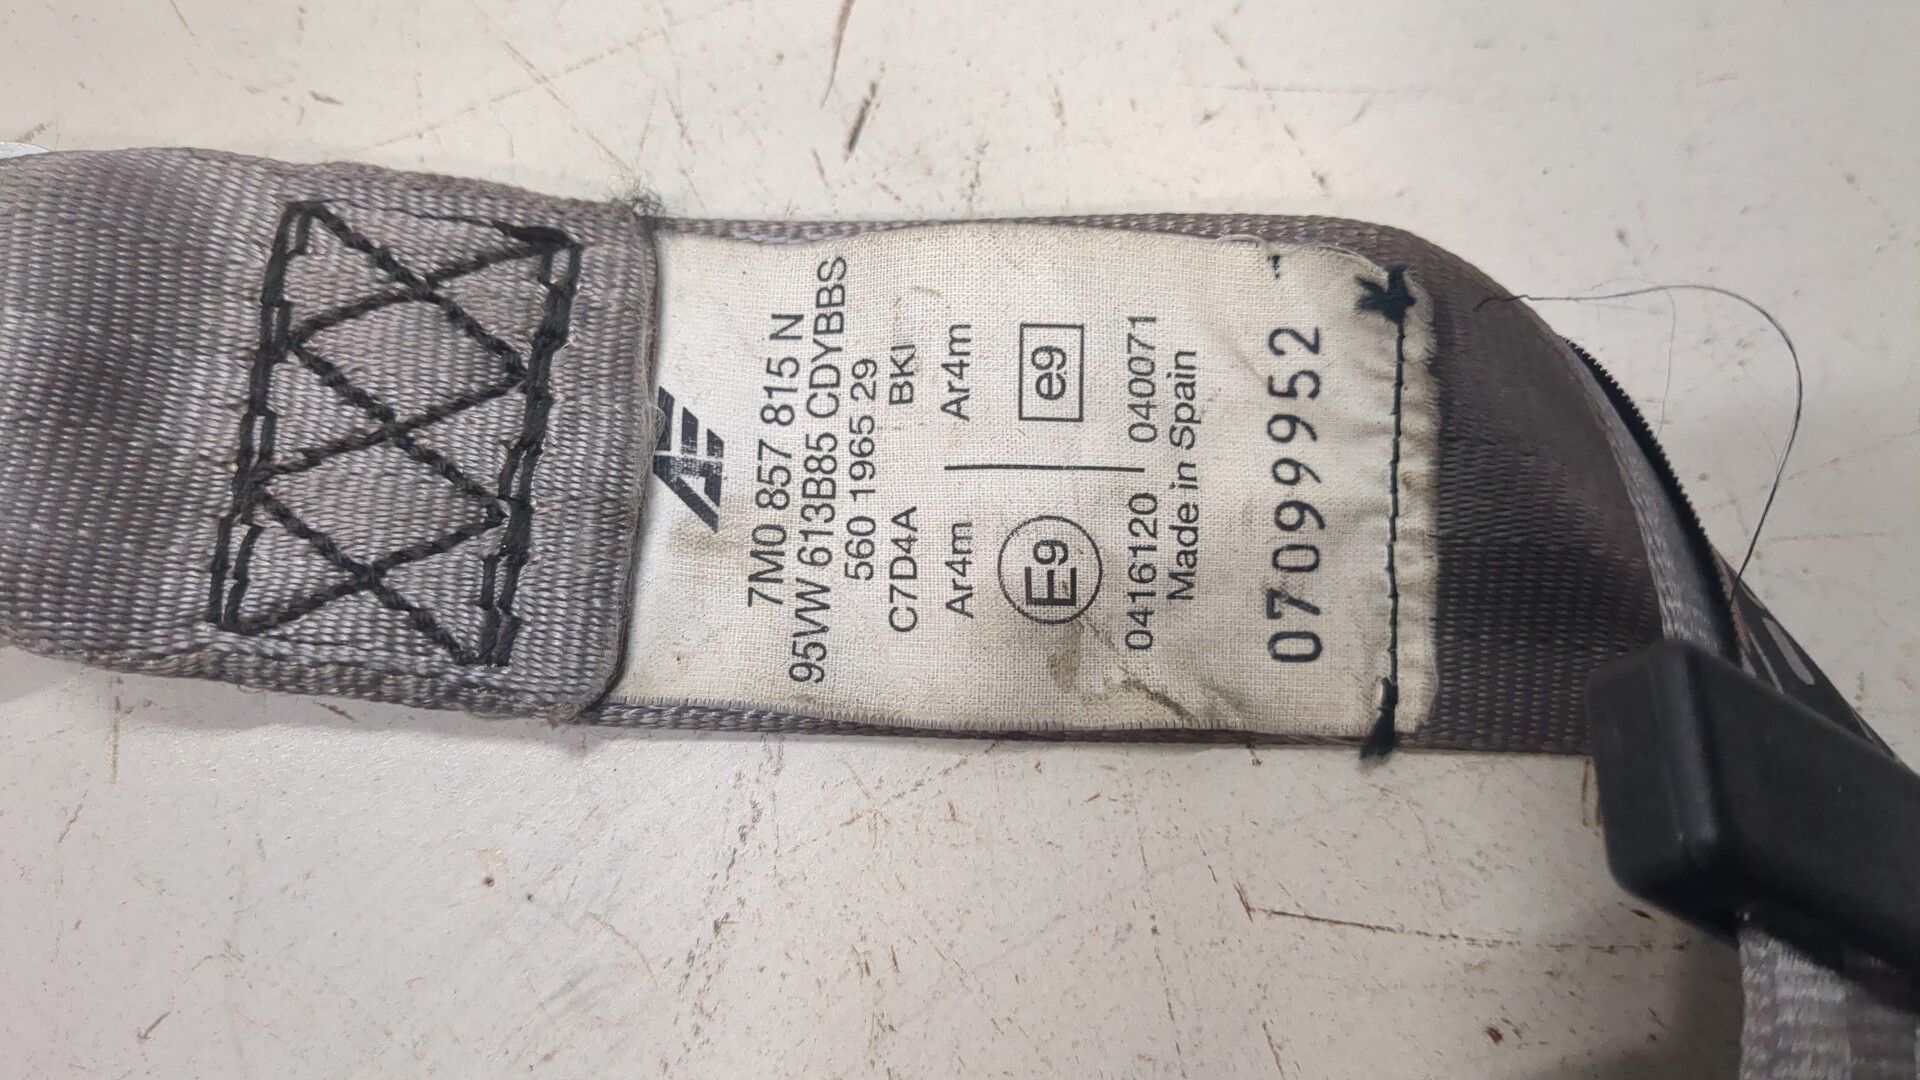 AE
7M0 857 815 N
95VW 613B85 CDYBBS
560 1965 29
C7D4A BKI
Ar4m Ar4m
E9 e9
0416120 040071
Made in Spain
07099952